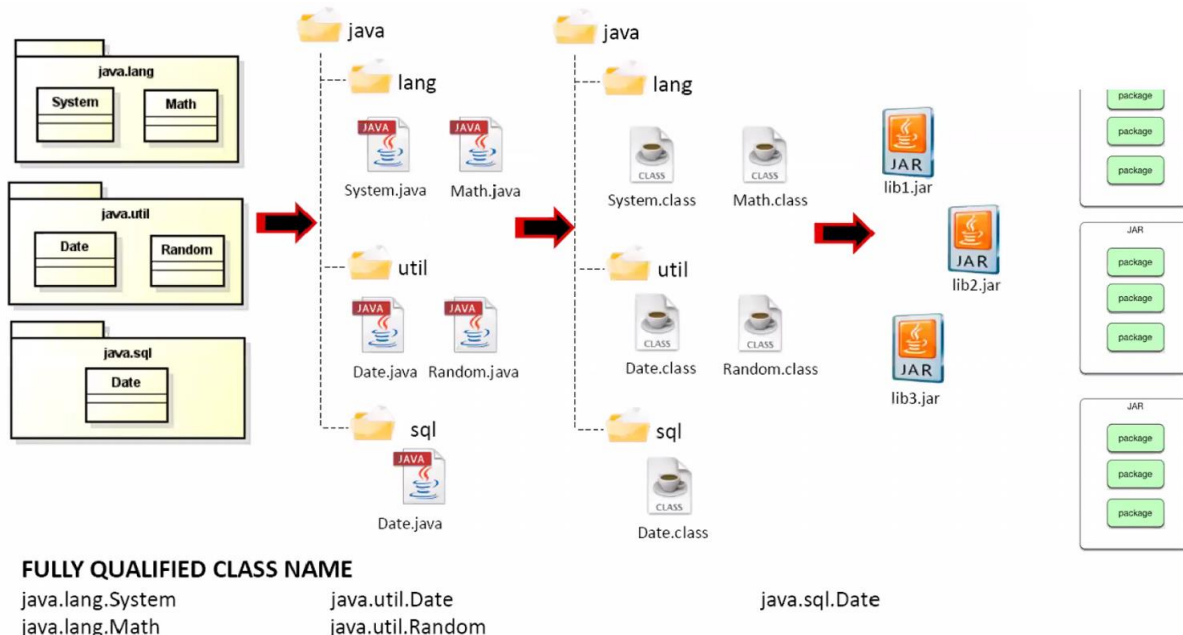 java.lang
System
Math
java.util
Date
Random
java.sql
Date
java
lang
JAVA
JAVA
System.java
Math.java
util
JAVA
JAVA
Date.java
Random.java
sql
JAVA
Date.java
java
lang
CLASS
CLASS
System.class
Math.class
util
CLASS
CLASS
Date.class
Random.class
sql
CLASS
Date.class
JAR
lib1.jar
JAR
lib2.jar
JAR
lib3.jar
package
package
package
JAR
package
package
package
JAR
package
package
package
FULLY QUALIFIED CLASS NAME
java.lang.System
java.util.Date
java.sql.Date
java.lang.Math
java.util.Random